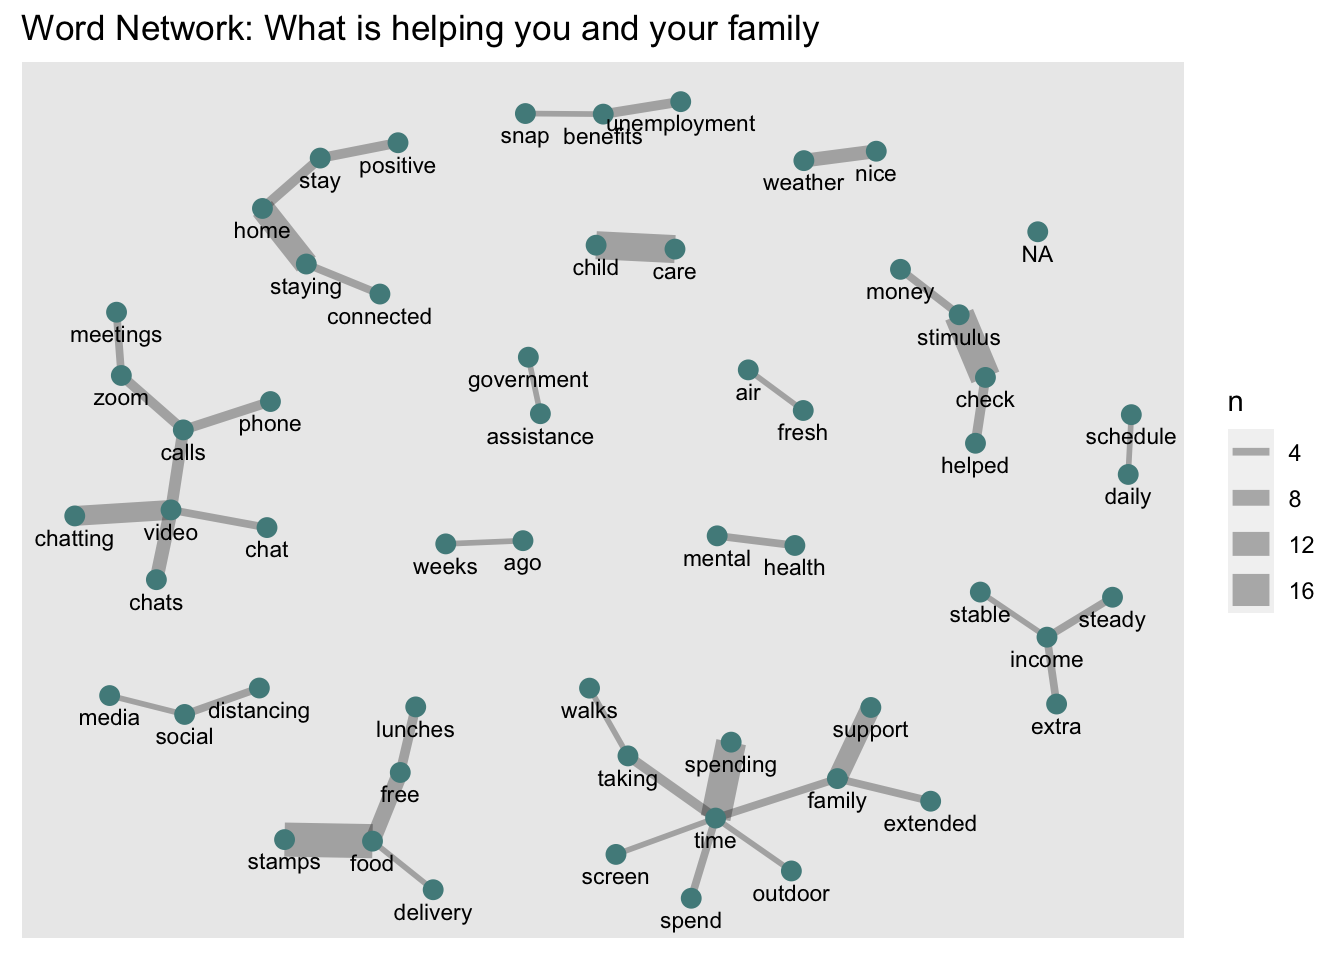 Word Network: What is helping you and your family
snap
benefits
unemployment
positive
stay
weather
nice
home
child
care
NA
staying
money
connected
meetings
stimulus
government
zoom
air
check
phone
assistance
fresh
schedule
calls
helped
daily
chatting
video
chat
weeks
ago
mental
health
chats
stable
steady
income
media
social
distancing
lunches
walks
support
extra
free
taking
spending
family
extended
stamps
food
time
screen
outdoor
delivery
spend
n
4
8
12
16